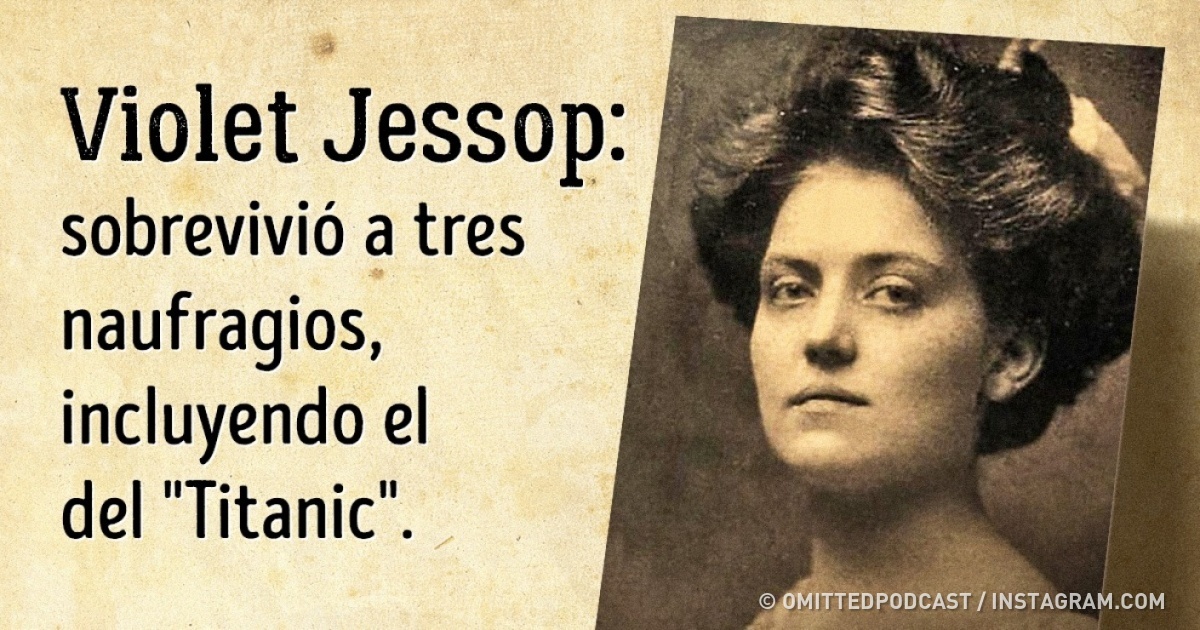 Violet Jessop:
sobrevivió a tres
naufragios,
incluyendo el
del "Titanic".
© OMITTEDPODCAST / INSTAGRAM.COM